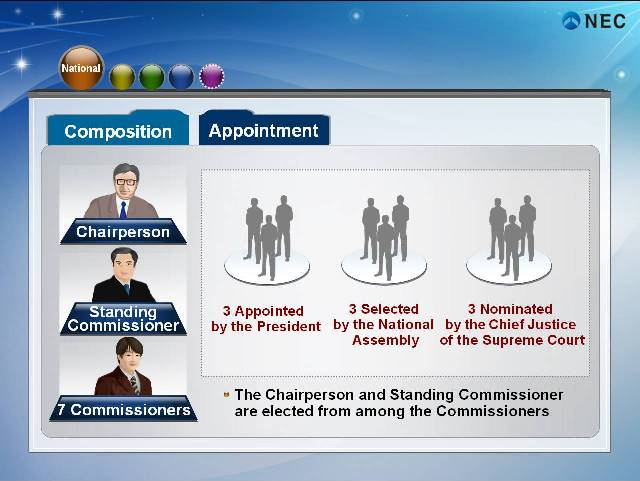 NEC
National
Composition
Appointment
Chairperson
Standing
Commissioner
7 Commissioners
3 Appointed
by the President
3 Selected
by the National
Assembly
3 Nominated
by the Chief Justice
of the Supreme Court
The Chairperson and Standing Commissioner
are elected from among the Commissioners